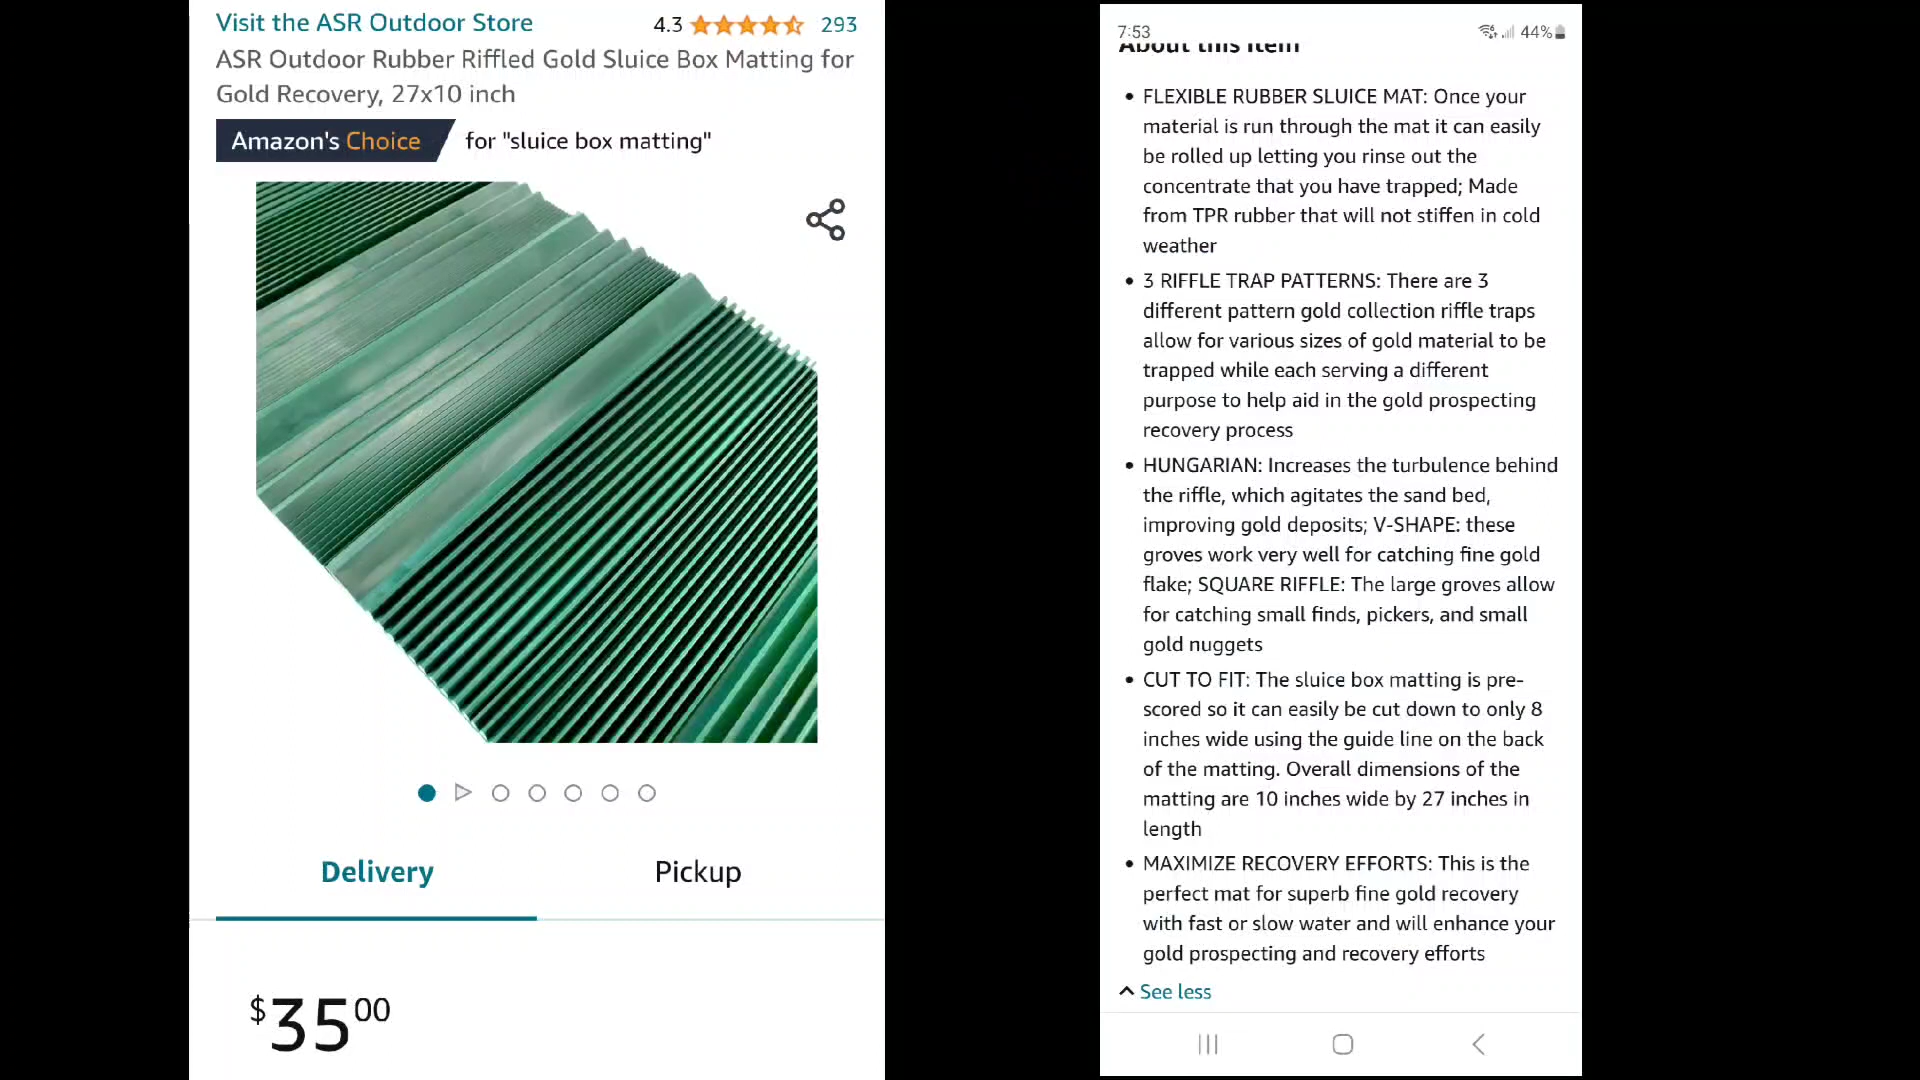 Visit the ASR Outdoor Store
4.3
293
ASR Outdoor Rubber Riffled Gold Sluice Box Matting for
Gold Recovery, 27x10 inch
Amazon's Choice
for "sluice box matting"
Delivery
Pickup
$35 00
7:53
44%
About this item
• FLEXIBLE RUBBER SLUICE MAT: Once your
material is run through the mat it can easily
be rolled up letting you rinse out the
concentrate that you have trapped; Made
from TPR rubber that will not stiffen in cold
weather
• 3 RIFFLE TRAP PATTERNS: There are 3
different pattern gold collection riffle traps
allow for various sizes of gold material to be
trapped while each serving a different
purpose to help aid in the gold prospecting
recovery process
• HUNGARIAN: Increases the turbulence behind
the riffle, which agitates the sand bed,
improving gold deposits; V-SHAPE: these
groves work very well for catching fine gold
flake; SQUARE RIFFLE: The large groves allow
for catching small finds, pickers, and small
gold nuggets
• CUT TO FIT: The sluice box matting is pre-
scored so it can easily be cut down to only 8
inches wide using the guide line on the back
of the matting. Overall dimensions of the
matting are 10 inches wide by 27 inches in
length
• MAXIMIZE RECOVERY EFFORTS: This is the
perfect mat for superb fine gold recovery
with fast or slow water and will enhance your
gold prospecting and recovery efforts
See less